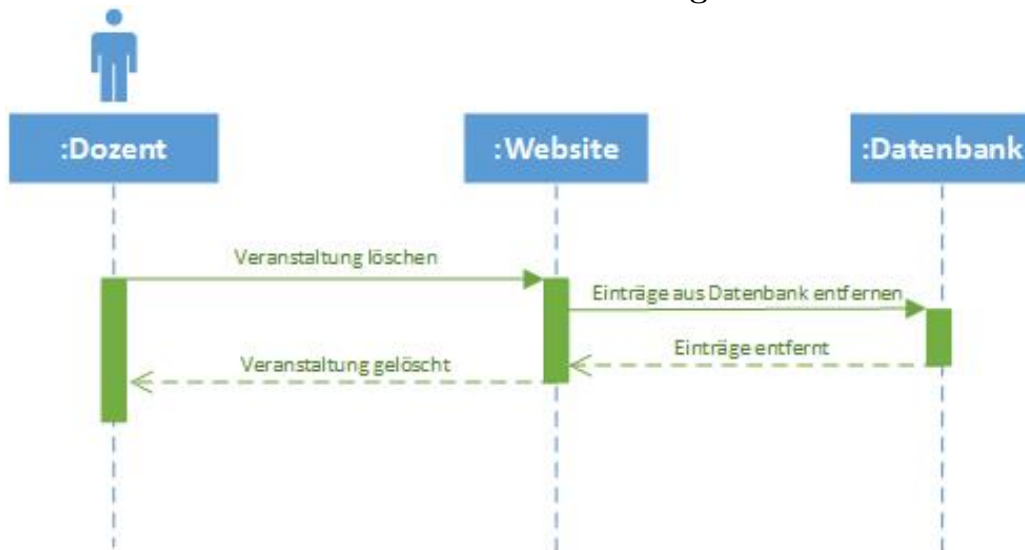 :Dozent
:Website
:Datenbank
Veranstaltung löschen
Einträge aus Datenbank entfernen
Einträge entfernt
Veranstaltung gelöscht